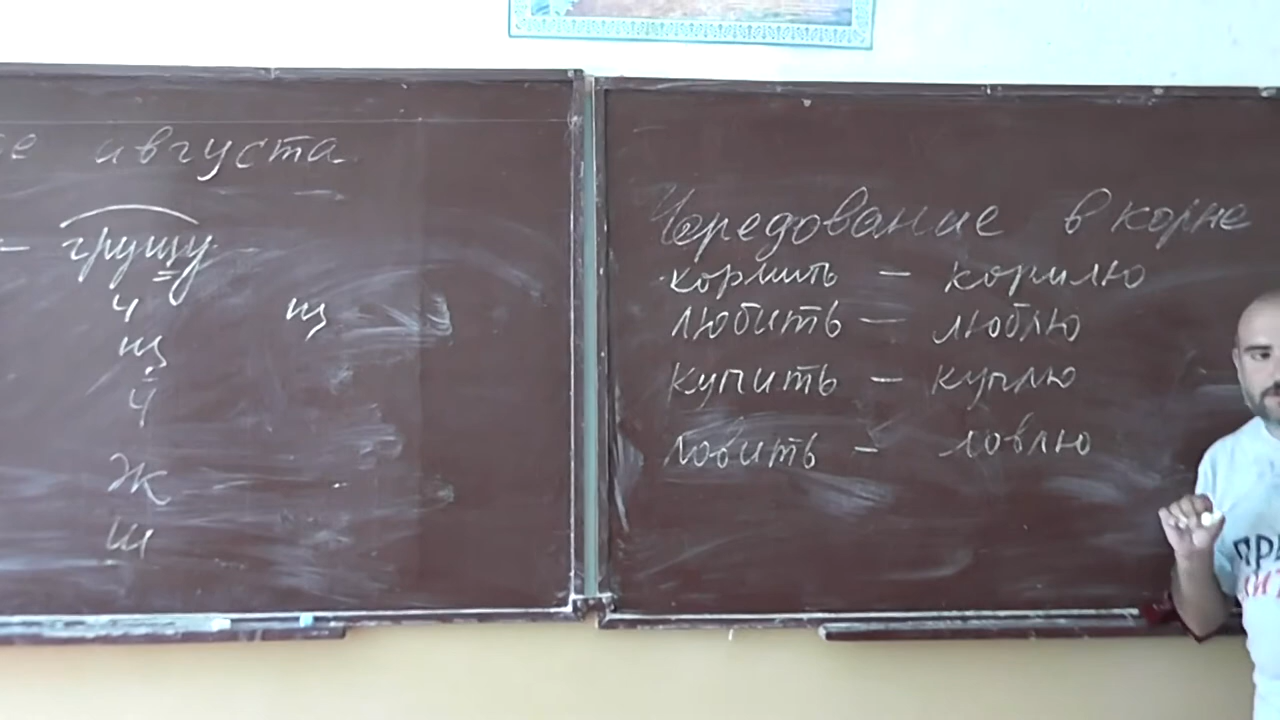 е августа
– грущу
ч щ
щ
ч
ж
ш
Чередование в корне
кормить – кормлю
любить – люблю
купить – куплю
ловить – ловлю